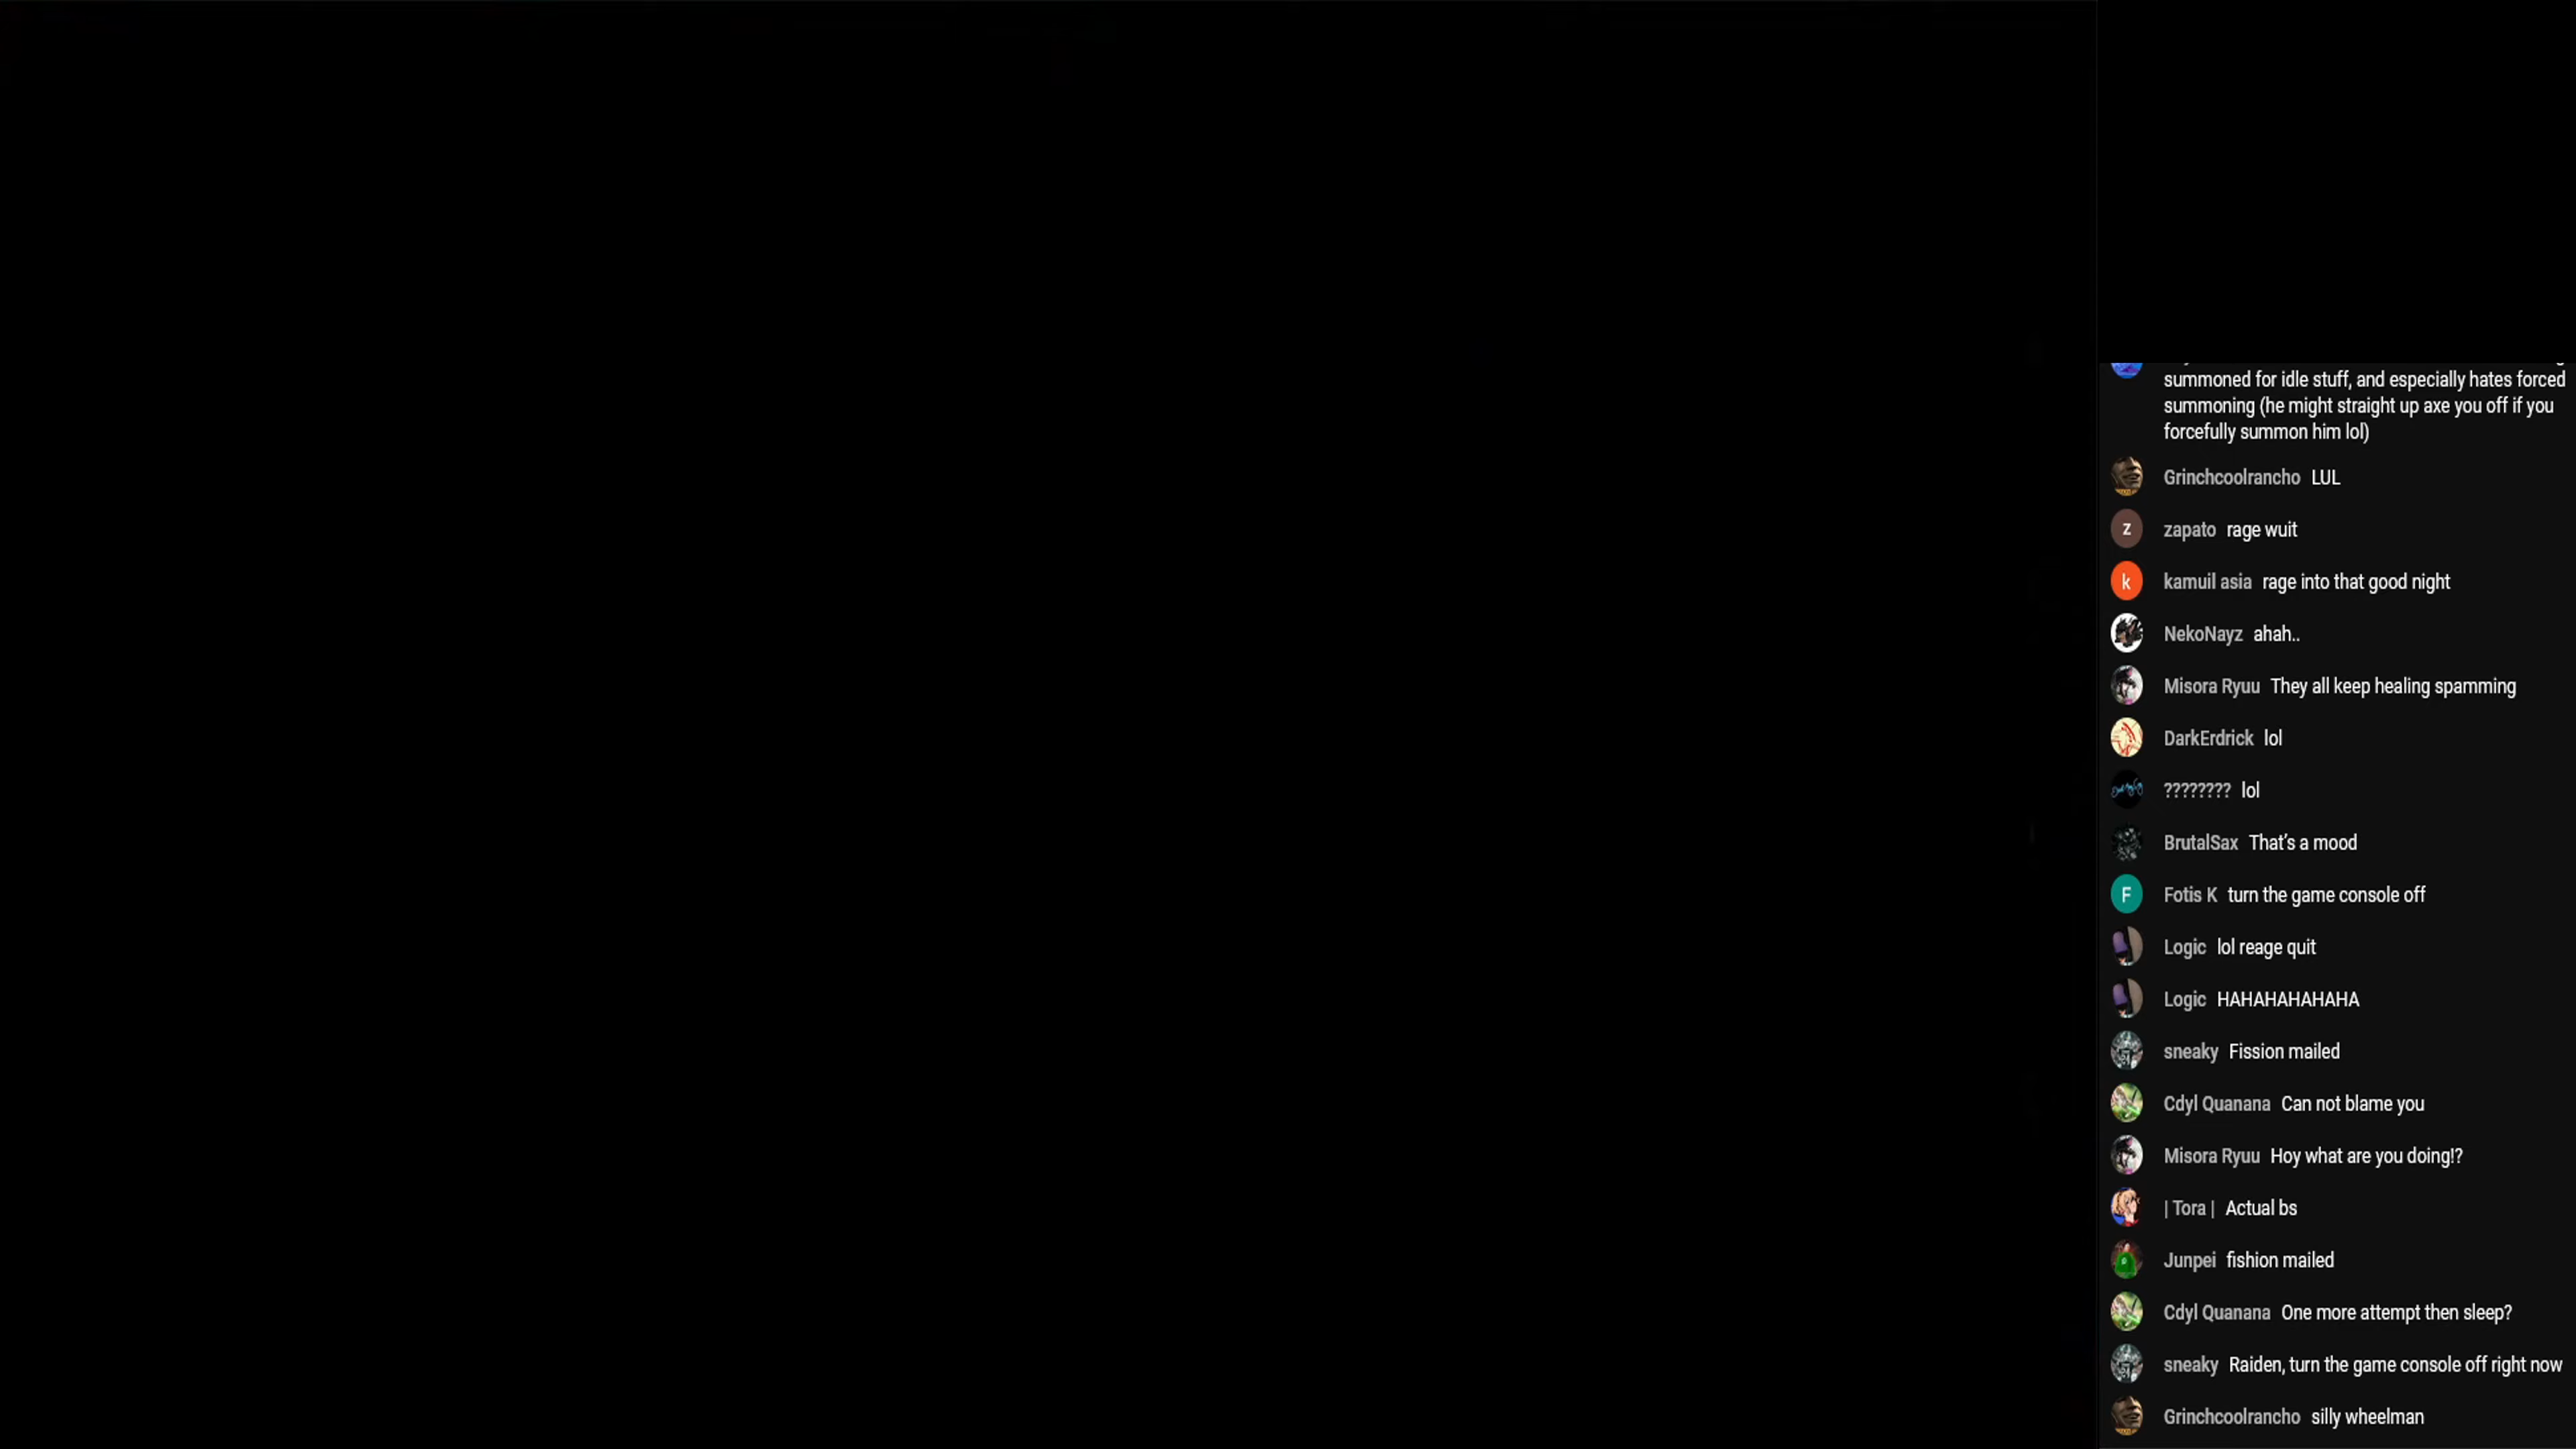 summoned for idle stuff, and especially hates forced
summoning (he might straight up axe you off if you
forcefully summon him lol)
Grinchcoolrancho LUL
z zapato rage wuit
k kamuil asia rage into that good night
NekoNayz ahah..
Misora Ryuu They all keep healing spamming
DarkErdrick lol
???????? lol
BrutalSax That's a mood
F Fotis K turn the game console off
Logic lol reage quit
Logic HAHAHAHAHAHA
sneaky Fission mailed
Cdyl Quanana Can not blame you
Misora Ryuu Hoy what are you doing!?
| Tora | Actual bs
Junpei fishion mailed
Cdyl Quanana One more attempt then sleep?
sneaky Raiden, turn the game console off right now
Grinchcoolrancho silly wheelman